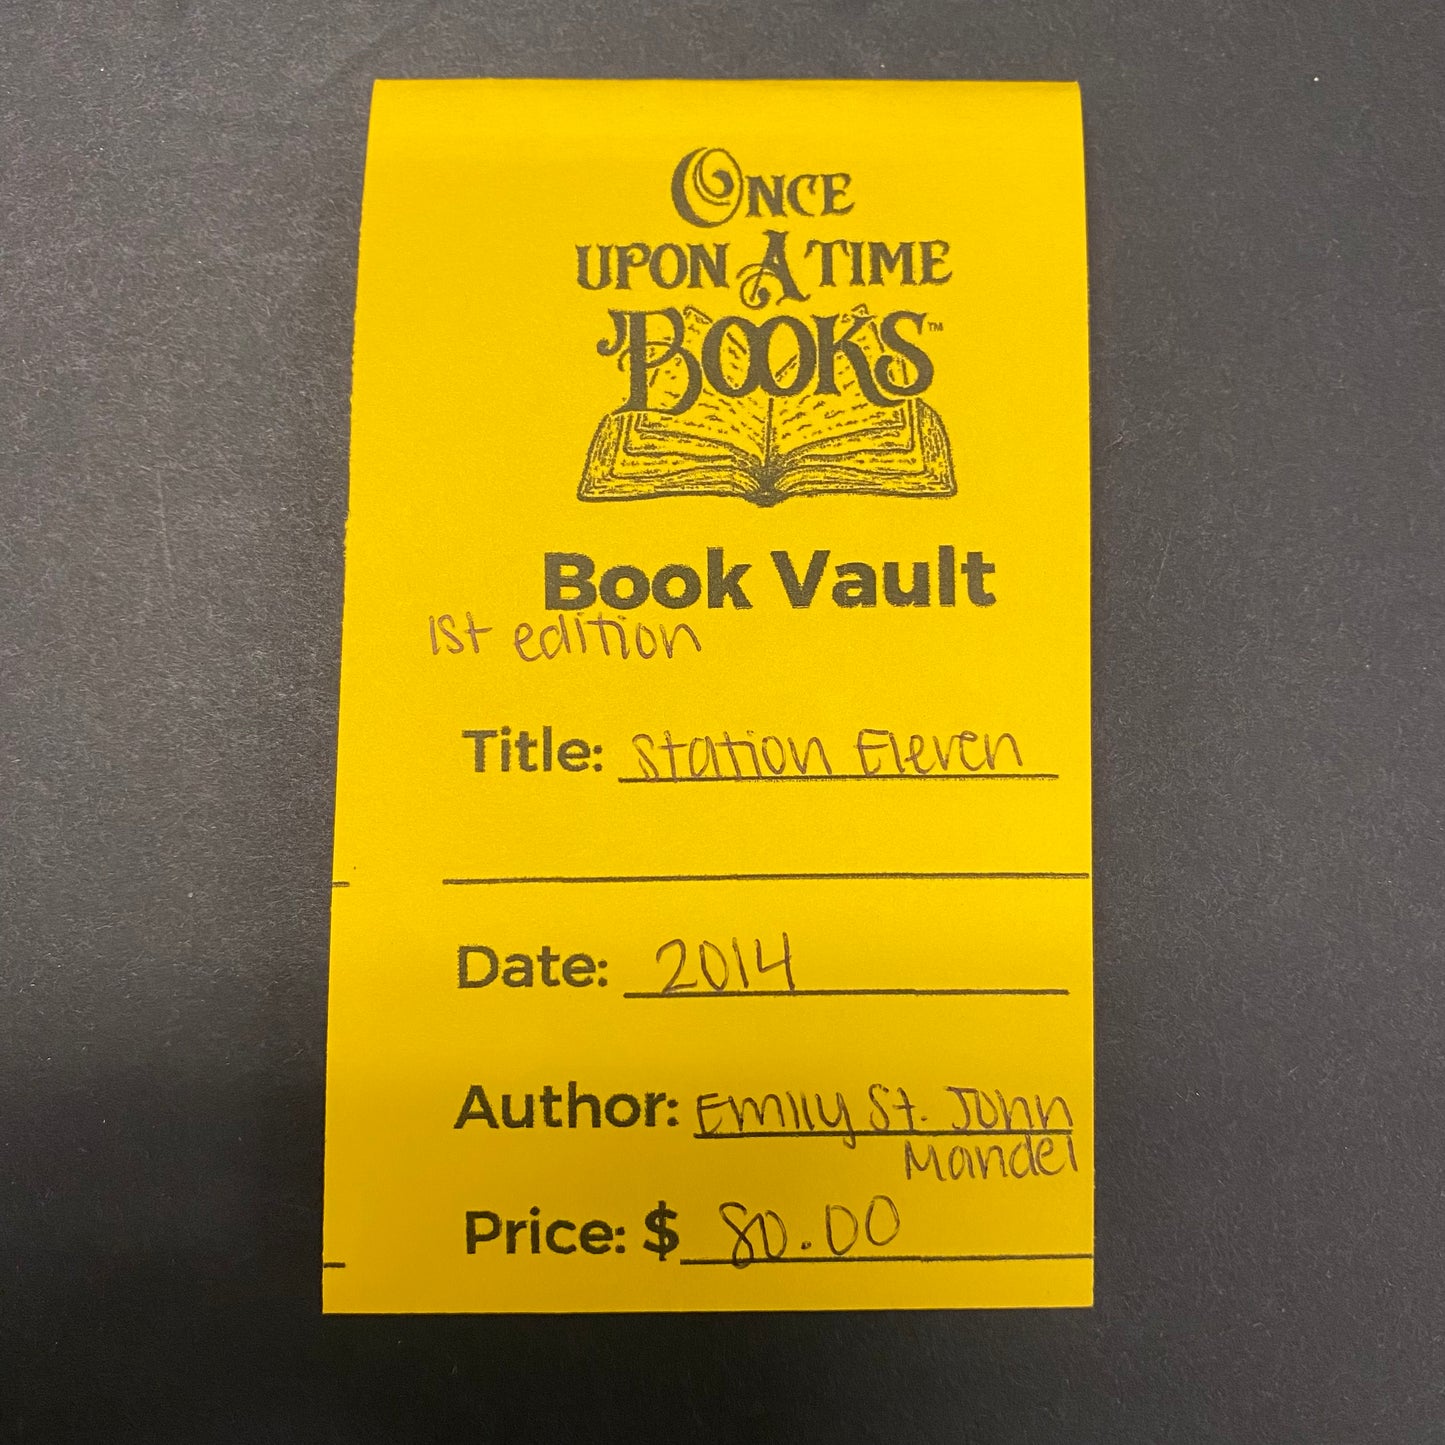 Once
upon A time
Books™
Book Vault
1st edition
Title: Station Eleven
Date: 2014
Author: Emily St. John
Mandel
Price: $ 80.00